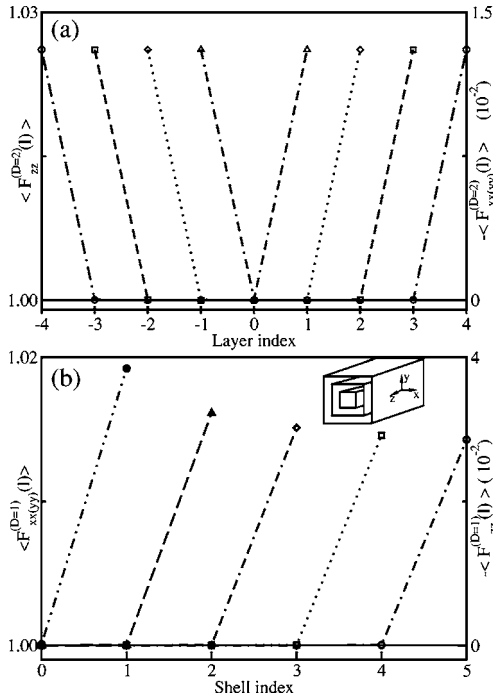 1.03
(a)
1.5
< F_zz^(D=2)(l) >
-< F_xx(yy)^(D=2)(l) > (10^-2)
1.00
0
-4 -3 -2 -1 0 1 2 3 4
Layer index
1.02
(b)
4
y
x
z
<F_xx(yy)^(D=1)(l)>
-< F_zz^(D=1)(l) > ( 10^-2)
1.00
0
0 1 2 3 4 5
Shell index